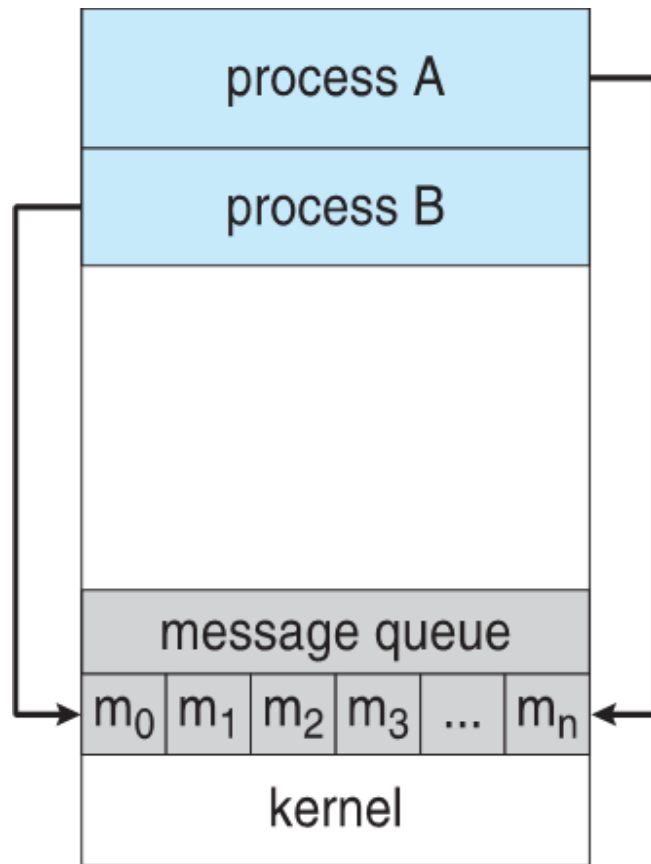 process A
process B
message queue
m₀ m₁ m₂ m₃ ... mₙ
kernel